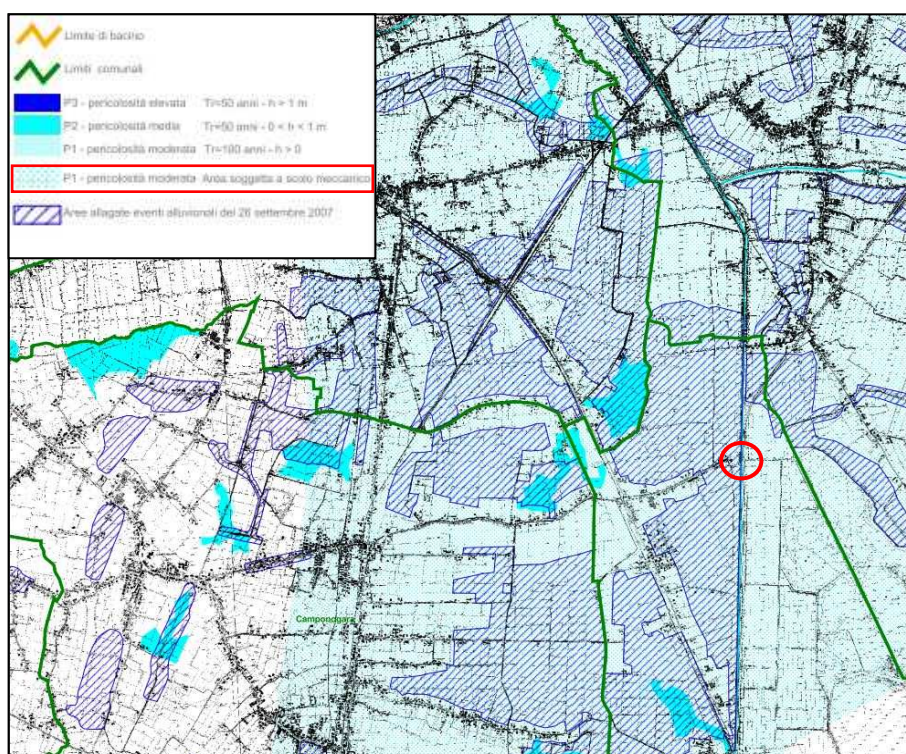 Limite di bacino
Limiti comunali
P3 - pericolosità elevata Tr=50 anni - h > 1 m
P2 - pericolosità media Tr=50 anni - 0 < h < 1 m
P1 - pericolosità moderata Tr=100 anni - h > 0
P1 - pericolosità moderata Area soggetta a scolo meccanico
Aree allagate eventi alluvionali del 26 settembre 2007
Campongara